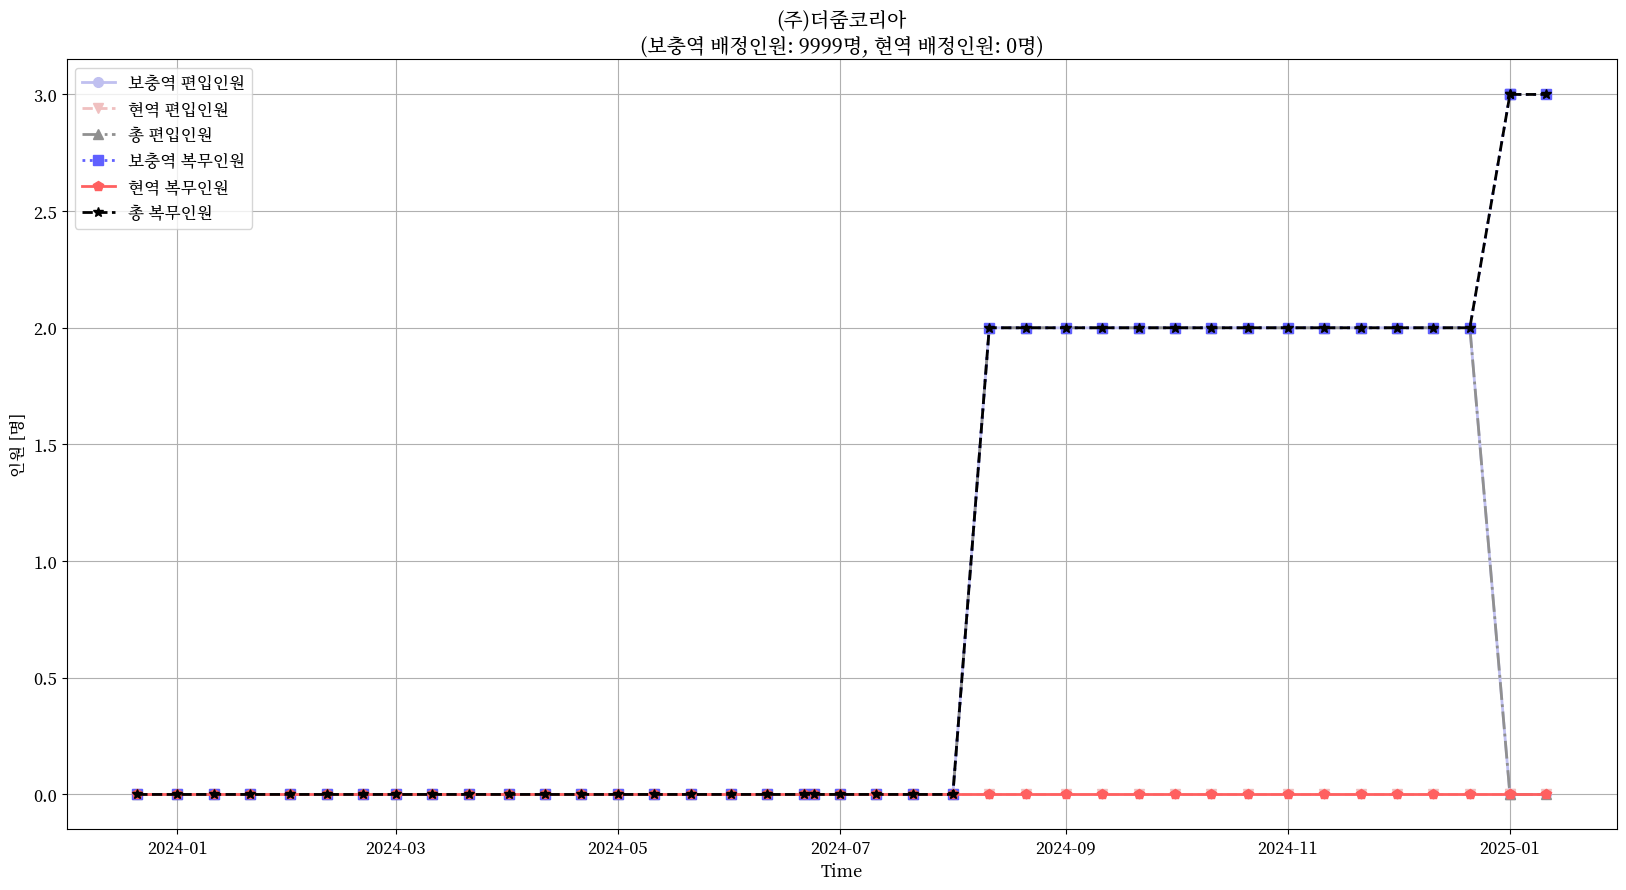 (주)더줌코리아
(보충역 배정인원: 9999명, 현역 배정인원: 0명)
보충역 편입인원
현역 편입인원
총 편입인원
보충역 복무인원
현역 복무인원
총 복무인원
3.0
2.5
2.0
1.5
1.0
0.5
0.0
인원 [명]
2024-01
2024-03
2024-05
2024-07
2024-09
2024-11
2025-01
Time